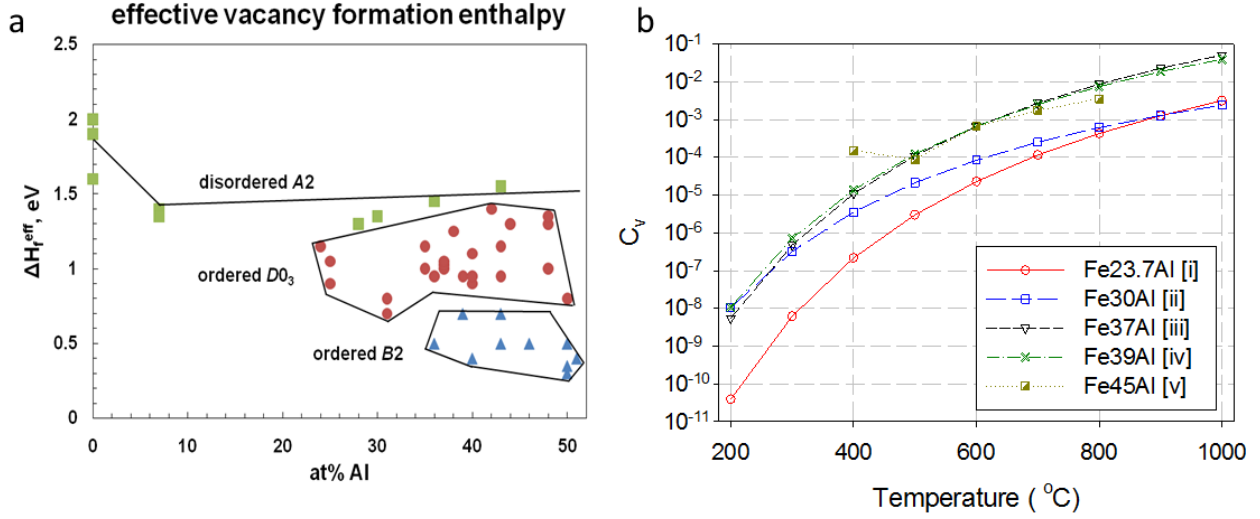 a
effective vacancy formation enthalpy
2.5
2
1.5
1
0.5
0
ΔHf^eff, eV
disordered A2
ordered D0₃
ordered B2
0 10 20 30 40 50
at% Al
b
10⁻¹
10⁻²
10⁻³
10⁻⁴
10⁻⁵
10⁻⁶
10⁻⁷
10⁻⁸
10⁻⁹
10⁻¹⁰
10⁻¹¹
Cᵥ
Fe23.7Al [i]
Fe30Al [ii]
Fe37Al [iii]
Fe39Al [iv]
Fe45Al [v]
200 400 600 800 1000
Temperature ( °C)